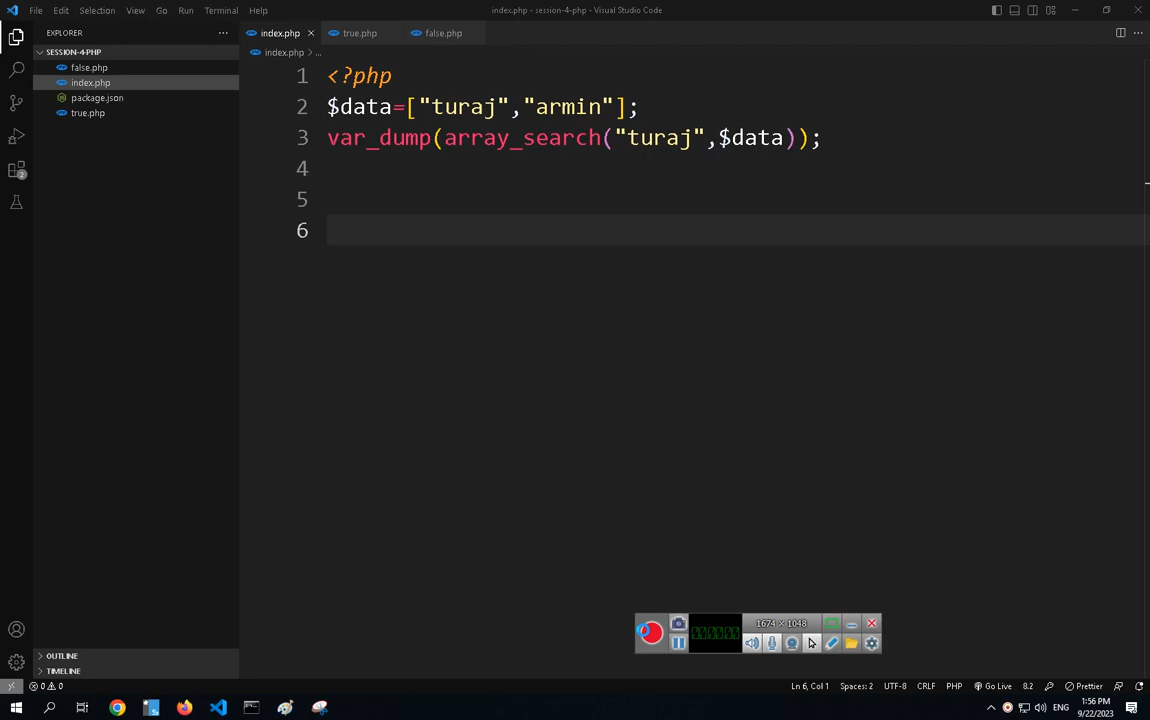 File Edit Selection View Go Run Terminal Help
index.php - session-4-php - Visual Studio Code
EXPLORER
SESSION-4-PHP
false.php
index.php
package.json
true.php
index.php
true.php
false.php
index.php > ...
1 <?php
2 $data=["turaj","armin"];
3 var_dump(array_search("turaj",$data));
4
5
6
2
1674 × 1048
000000
OUTLINE
TIMELINE
0 0
Ln 6, Col 1 Spaces: 2 UTF-8 CRLF PHP Go Live 8.2 Prettier
ENG
1:56 PM
9/22/2023